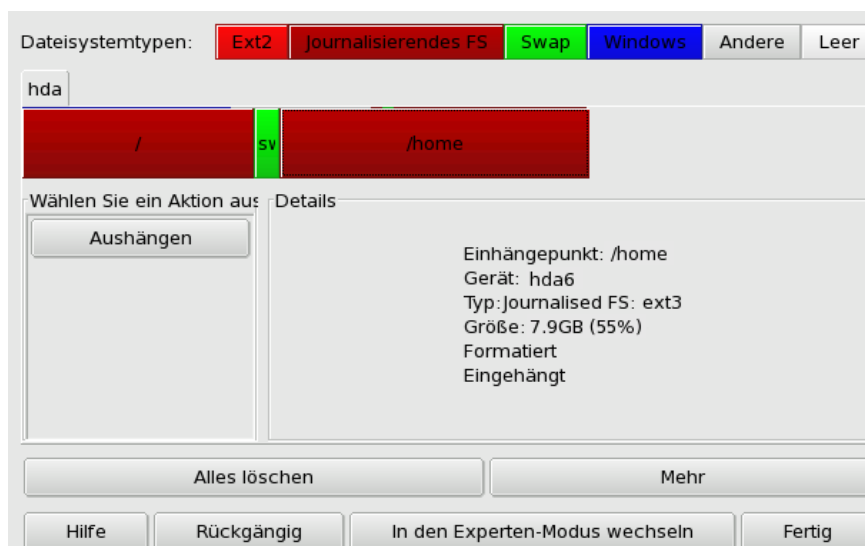 Dateisystemtypen: Ext2 Journalisierendes FS Swap Windows Andere Leer
hda
/ sw /home
Wählen Sie ein Aktion aus
Aushängen
Details
Einhängepunkt: /home
Gerät: hda6
Typ:Journalised FS: ext3
Größe: 7.9GB (55%)
Formatiert
Eingehängt
Alles löschen Mehr
Hilfe Rückgängig In den Experten-Modus wechseln Fertig